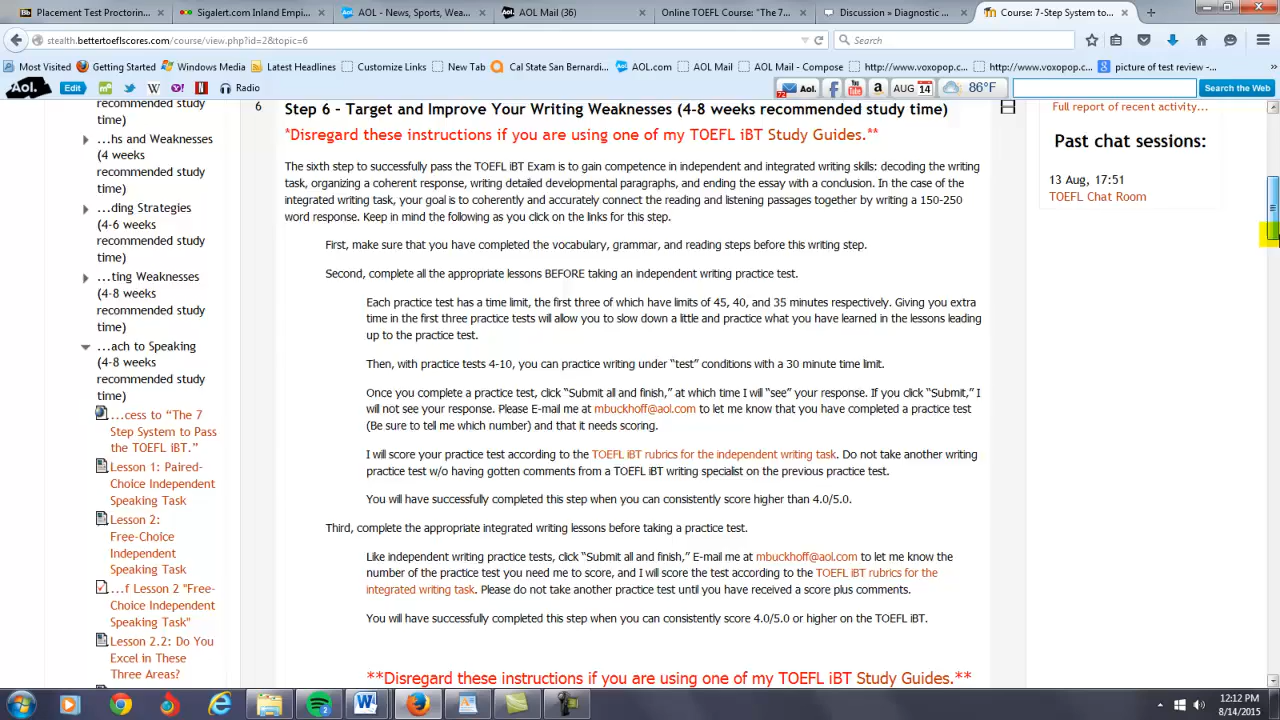 Placement Test Proctorin...
Sigalert.com Inland Empi...
AOL - News, Sports, Wea...
AOL Mail (36)
Online TOEFL Course: "The 7...
Discussion » Diagnostic ...
Course: 7-Step System to...
stealth.bettertoeflscores.com/course/view.php?id=2&topic=6
Search
Most Visited
Getting Started
Windows Media
Latest Headlines
Customize Links
New Tab
Cal State San Bernardi...
AOL.com
AOL Mail
AOL Mail - Compose
http://www.voxopop.c...
http://www.voxopop.c...
picture of test review -...
Aol.
Edit
Radio
Aol.
AUG 14
86°F
Search the Web
recommended study
time)
...hs and Weaknesses
(4 weeks
recommended study
time)
...ding Strategies
(4-6 weeks
recommended study
time)
...ting Weaknesses
(4-8 weeks
recommended study
time)
...ach to Speaking
(4-8 weeks
recommended study
time)
...cess to “The 7
Step System to Pass
the TOEFL iBT.”
Lesson 1: Paired-
Choice Independent
Speaking Task
Lesson 2:
Free-Choice
Independent
Speaking Task
...f Lesson 2 "Free-
Choice Independent
Speaking Task"
Lesson 2.2: Do You
Excel in These
Three Areas?
6
Step 6 - Target and Improve Your Writing Weaknesses (4-8 weeks recommended study time)
*Disregard these instructions if you are using one of my TOEFL iBT Study Guides.**
The sixth step to successfully pass the TOEFL iBT Exam is to gain competence in independent and integrated writing skills: decoding the writing
task, organizing a coherent response, writing detailed developmental paragraphs, and ending the essay with a conclusion. In the case of the
integrated writing task, your goal is to coherently and accurately connect the reading and listening passages together by writing a 150-250
word response. Keep in mind the following as you click on the links for this step.
First, make sure that you have completed the vocabulary, grammar, and reading steps before this writing step.
Second, complete all the appropriate lessons BEFORE taking an independent writing practice test.
Each practice test has a time limit, the first three of which have limits of 45, 40, and 35 minutes respectively. Giving you extra
time in the first three practice tests will allow you to slow down a little and practice what you have learned in the lessons leading
up to the practice test.
Then, with practice tests 4-10, you can practice writing under “test” conditions with a 30 minute time limit.
Once you complete a practice test, click “Submit all and finish,” at which time I will “see” your response. If you click “Submit,” I
will not see your response. Please E-mail me at mbuckhoff@aol.com to let me know that you have completed a practice test
(Be sure to tell me which number) and that it needs scoring.
I will score your practice test according to the TOEFL iBT rubrics for the independent writing task. Do not take another writing
practice test w/o having gotten comments from a TOEFL iBT writing specialist on the previous practice test.
You will have successfully completed this step when you can consistently score higher than 4.0/5.0.
Third, complete the appropriate integrated writing lessons before taking a practice test.
Like independent writing practice tests, click “Submit all and finish,” E-mail me at mbuckhoff@aol.com to let me know the
number of the practice test you need me to score, and I will score the test according to the TOEFL iBT rubrics for the
integrated writing task. Please do not take another practice test until you have received a score plus comments.
You will have successfully completed this step when you can consistently score 4.0/5.0 or higher on the TOEFL iBT.
**Disregard these instructions if you are using one of my TOEFL iBT Study Guides.**
Full report of recent activity...
Past chat sessions:
13 Aug, 17:51
TOEFL Chat Room
12:12 PM
8/14/2015